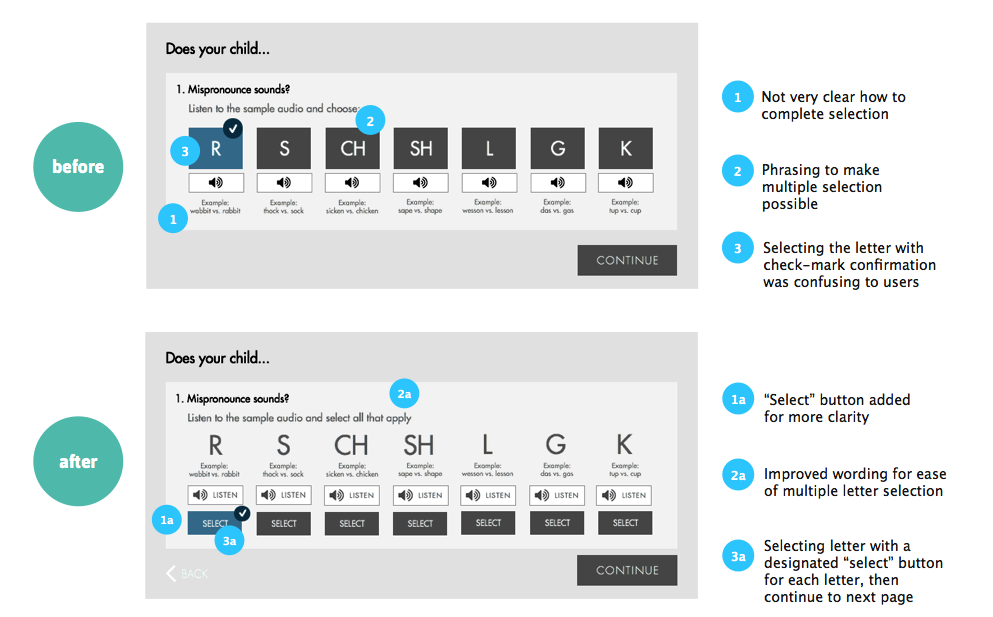 before
Does your child...
1. Mispronounce sounds?
Listen to the sample audio and choose:
2
3
R S CH SH L G K
Example: Example: Example: Example: Example: Example: Example:
wabbit vs. rabbit thock vs. sock sicken vs. chicken sape vs. shape wesson vs. lesson das vs. gas tup vs. cup
1
CONTINUE
1 Not very clear how to
complete selection
2 Phrasing to make
multiple selection
possible
3 Selecting the letter with
check-mark confirmation
was confusing to users
after
Does your child...
1. Mispronounce sounds?
2a
Listen to the sample audio and select all that apply
R S CH SH L G K
Example: Example: Example: Example: Example: Example: Example:
wabbit vs. rabbit thock vs. sock sicken vs. chicken sape vs. shape wesson vs. lesson das vs. gas tup vs. cup
LISTEN LISTEN LISTEN LISTEN LISTEN LISTEN LISTEN
1a SELECT SELECT SELECT SELECT SELECT SELECT SELECT
3a
BACK
CONTINUE
1a "Select" button added
for more clarity
2a Improved wording for ease
of multiple letter selection
3a Selecting letter with a
designated "select" button
for each letter, then
continue to next page